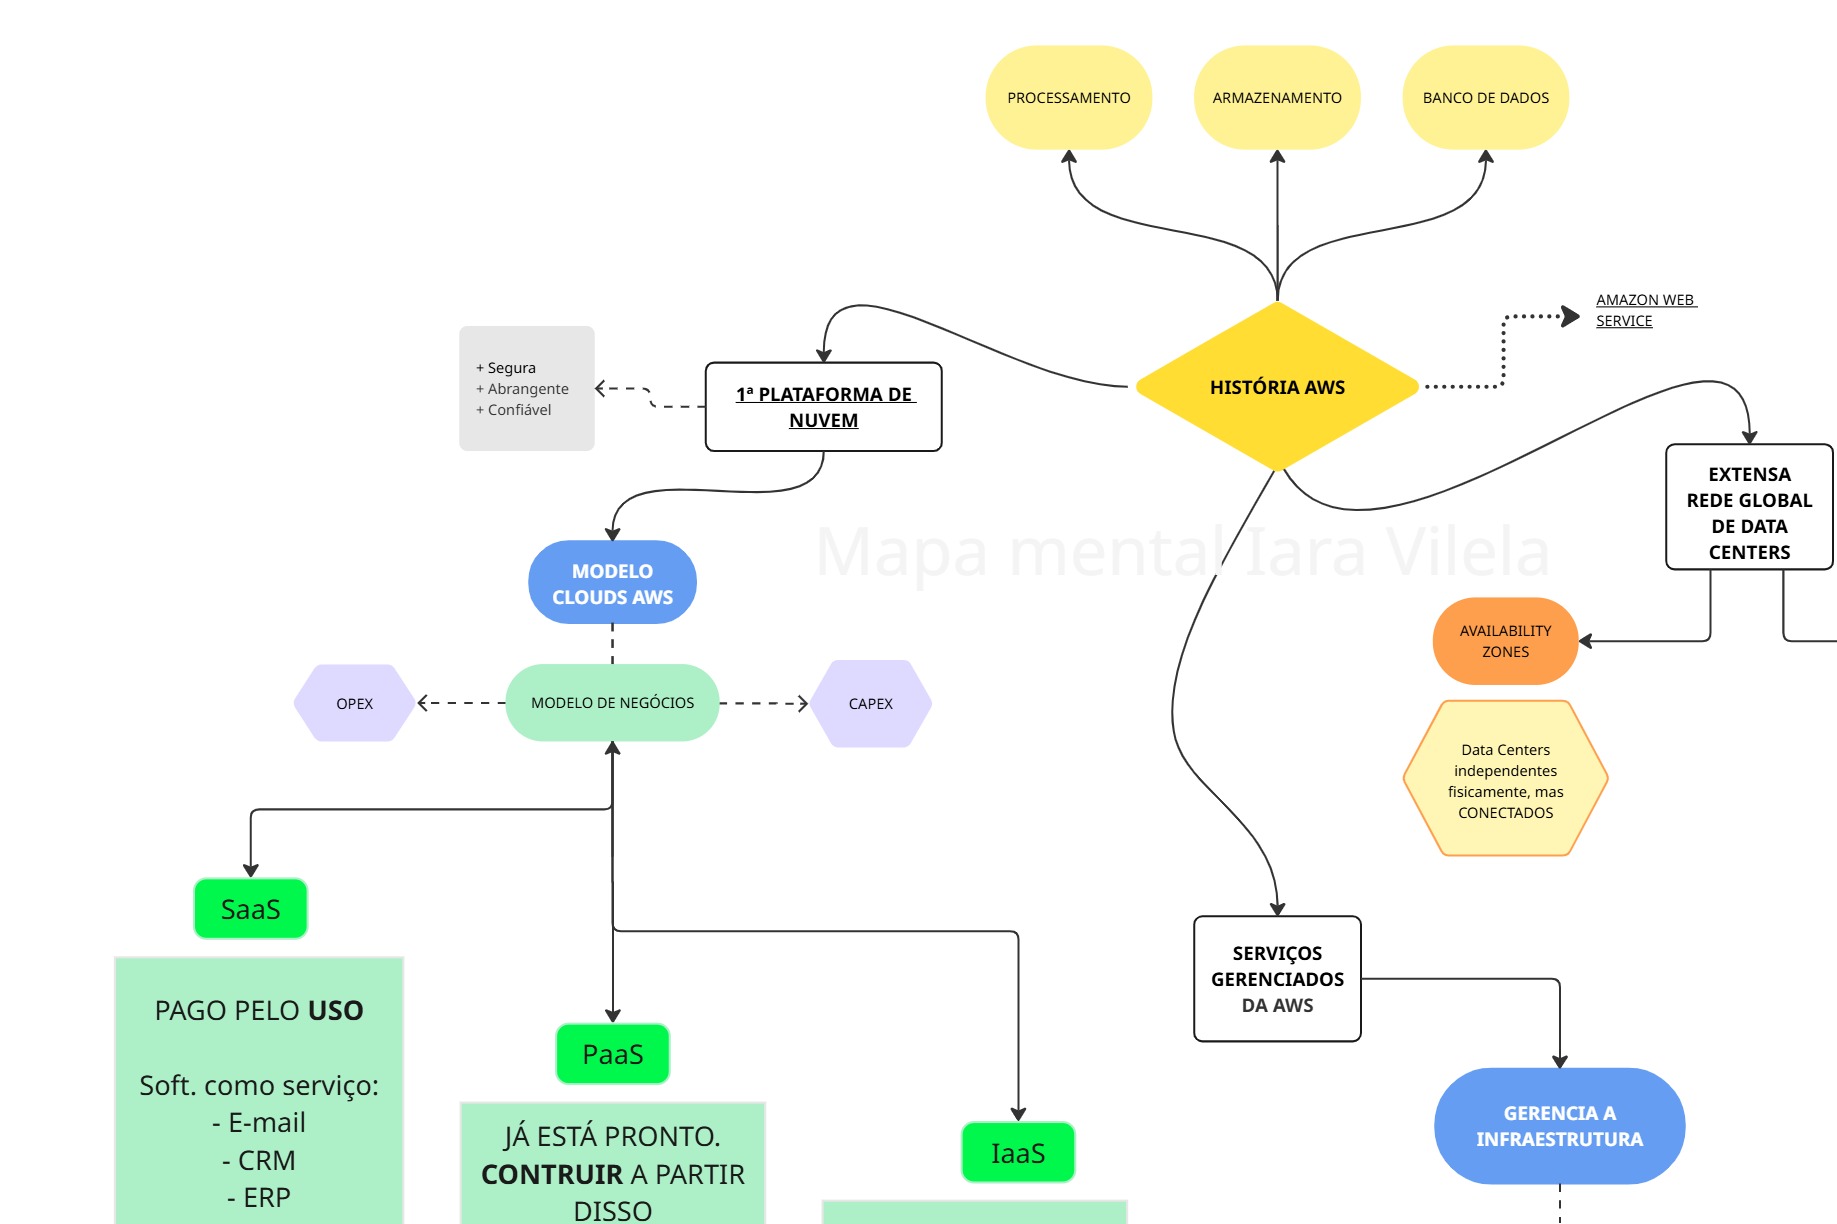 PROCESSAMENTO
ARMAZENAMENTO
BANCO DE DADOS
AMAZON WEB
SERVICE
HISTÓRIA AWS
+ Segura
+ Abrangente
+ Confiável
1ª PLATAFORMA DE
NUVEM
EXTENSA
REDE GLOBAL
DE DATA
CENTERS
Mapa mental Iara Vilela
MODELO
CLOUDS AWS
AVAILABILITY
ZONES
OPEX
MODELO DE NEGÓCIOS
CAPEX
Data Centers
independentes
fisicamente, mas
CONECTADOS
SaaS
PAGO PELO USO
Soft. como serviço:
- E-mail
- CRM
- ERP
PaaS
JÁ ESTÁ PRONTO.
CONTRUIR A PARTIR
DISSO
IaaS
SERVIÇOS
GERENCIADOS
DA AWS
GERENCIA A
INFRAESTRUTURA